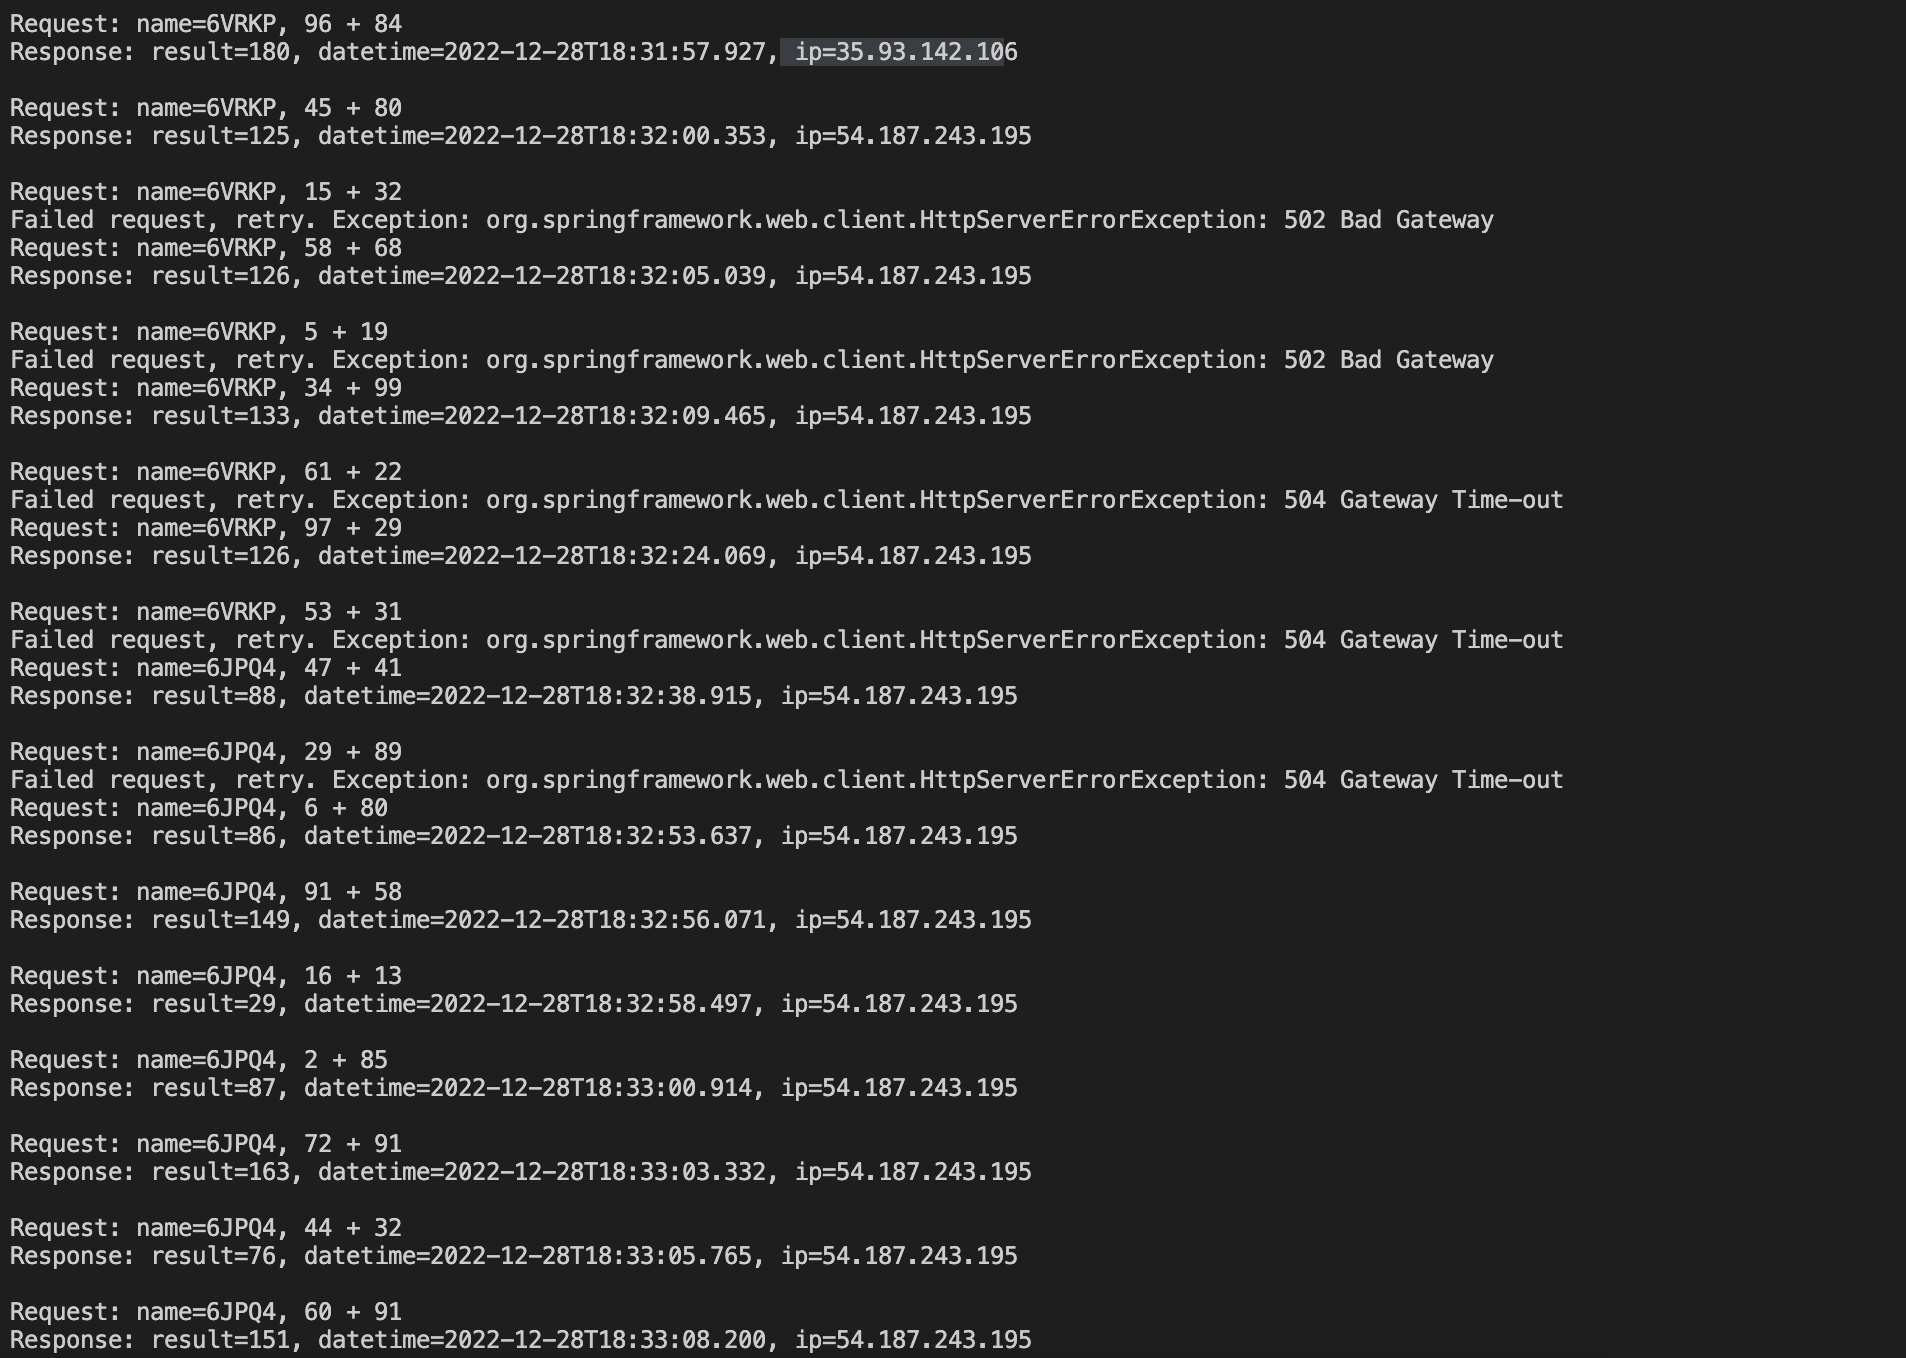 Request: name=6VRKP, 96 + 84
Response: result=180, datetime=2022-12-28T18:31:57.927, ip=35.93.142.106
Request: name=6VRKP, 45 + 80
Response: result=125, datetime=2022-12-28T18:32:00.353, ip=54.187.243.195
Request: name=6VRKP, 15 + 32
Failed request, retry. Exception: org.springframework.web.client.HttpServerErrorException: 502 Bad Gateway
Request: name=6VRKP, 58 + 68
Response: result=126, datetime=2022-12-28T18:32:05.039, ip=54.187.243.195
Request: name=6VRKP, 5 + 19
Failed request, retry. Exception: org.springframework.web.client.HttpServerErrorException: 502 Bad Gateway
Request: name=6VRKP, 34 + 99
Response: result=133, datetime=2022-12-28T18:32:09.465, ip=54.187.243.195
Request: name=6VRKP, 61 + 22
Failed request, retry. Exception: org.springframework.web.client.HttpServerErrorException: 504 Gateway Time-out
Request: name=6VRKP, 97 + 29
Response: result=126, datetime=2022-12-28T18:32:24.069, ip=54.187.243.195
Request: name=6VRKP, 53 + 31
Failed request, retry. Exception: org.springframework.web.client.HttpServerErrorException: 504 Gateway Time-out
Request: name=6JPQ4, 47 + 41
Response: result=88, datetime=2022-12-28T18:32:38.915, ip=54.187.243.195
Request: name=6JPQ4, 29 + 89
Failed request, retry. Exception: org.springframework.web.client.HttpServerErrorException: 504 Gateway Time-out
Request: name=6JPQ4, 6 + 80
Response: result=86, datetime=2022-12-28T18:32:53.637, ip=54.187.243.195
Request: name=6JPQ4, 91 + 58
Response: result=149, datetime=2022-12-28T18:32:56.071, ip=54.187.243.195
Request: name=6JPQ4, 16 + 13
Response: result=29, datetime=2022-12-28T18:32:58.497, ip=54.187.243.195
Request: name=6JPQ4, 2 + 85
Response: result=87, datetime=2022-12-28T18:33:00.914, ip=54.187.243.195
Request: name=6JPQ4, 72 + 91
Response: result=163, datetime=2022-12-28T18:33:03.332, ip=54.187.243.195
Request: name=6JPQ4, 44 + 32
Response: result=76, datetime=2022-12-28T18:33:05.765, ip=54.187.243.195
Request: name=6JPQ4, 60 + 91
Response: result=151, datetime=2022-12-28T18:33:08.200, ip=54.187.243.195